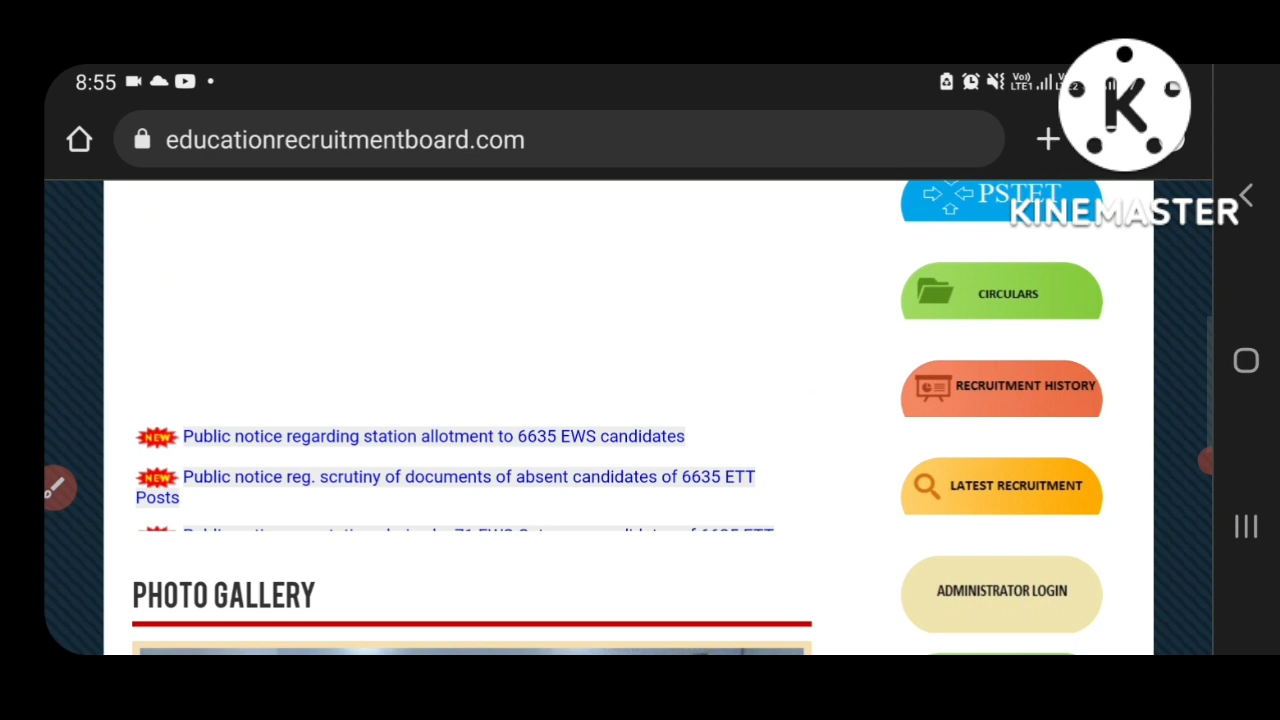 8:55
Vo)
LTE1
educationrecruitmentboard.com
K
KINEMASTER
PSTET
CIRCULARS
RECRUITMENT HISTORY
NEW Public notice regarding station allotment to 6635 EWS candidates
NEW Public notice reg. scrutiny of documents of absent candidates of 6635 ETT
Posts
LATEST RECRUITMENT
PHOTO GALLERY
ADMINISTRATOR LOGIN